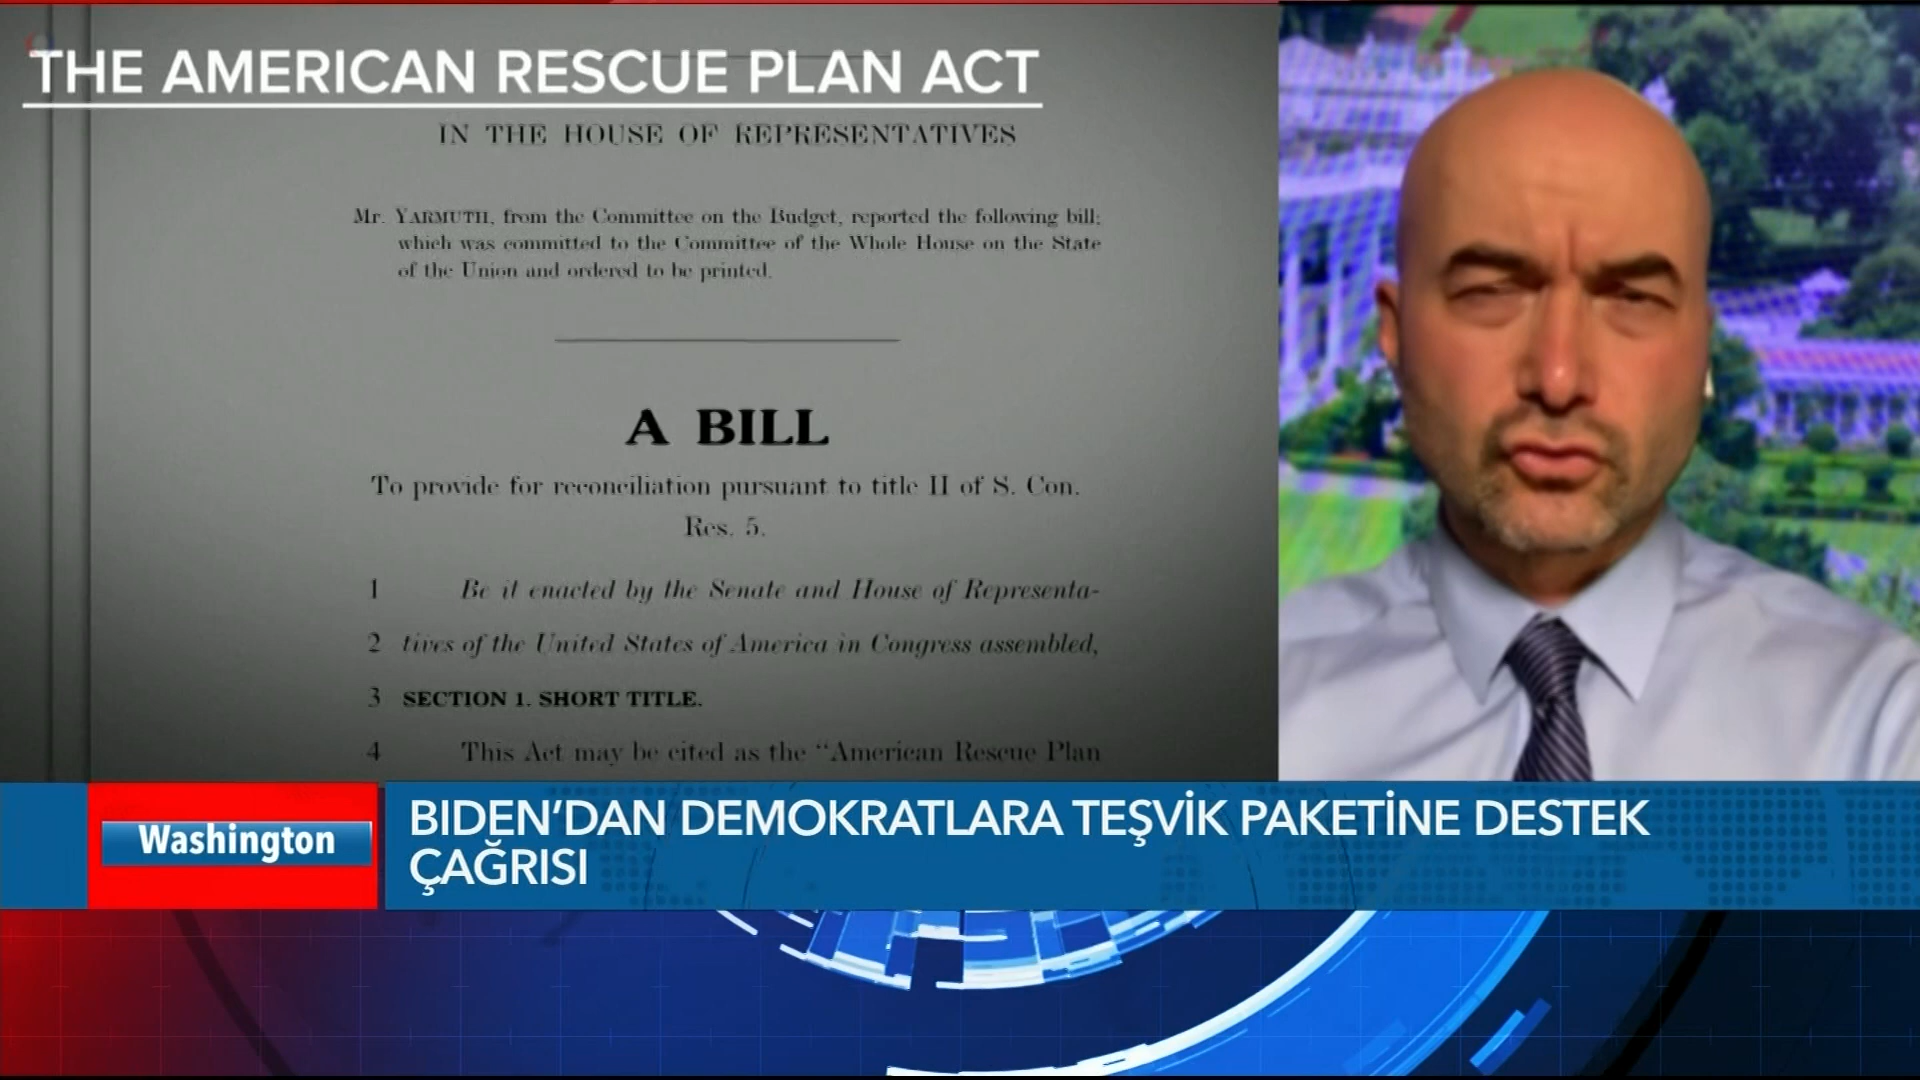 THE AMERICAN RESCUE PLAN ACT
IN THE HOUSE OF REPRESENTATIVES
Mr. YARMUTH, from the Committee on the Budget, reported the following bill;
which was committed to the Committee of the Whole House on the State
of the Union and ordered to be printed.
A BILL
To provide for reconciliation pursuant to title II of S. Con.
Res. 5.
1 Be it enacted by the Senate and House of Representa-
2 tives of the United States of America in Congress assembled,
3 SECTION 1. SHORT TITLE.
4 This Act may be cited as the “American Rescue Plan
Washington
BIDEN’DAN DEMOKRATLARA TEŞVİK PAKETİNE DESTEK
ÇAĞRISI